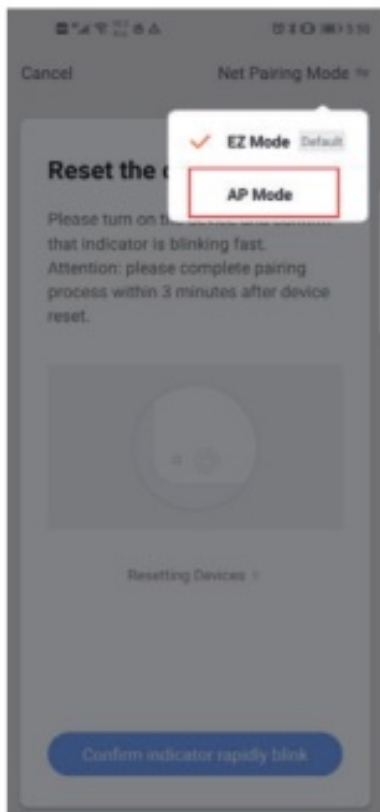 Cancel
Net Pairing Mode
EZ Mode Default
AP Mode
Reset the
Please turn on the device and confirm
that indicator is blinking fast.
Attention: please complete pairing
process within 3 minutes after device
reset.
Resetting Devices
Confirm indicator rapidly blink